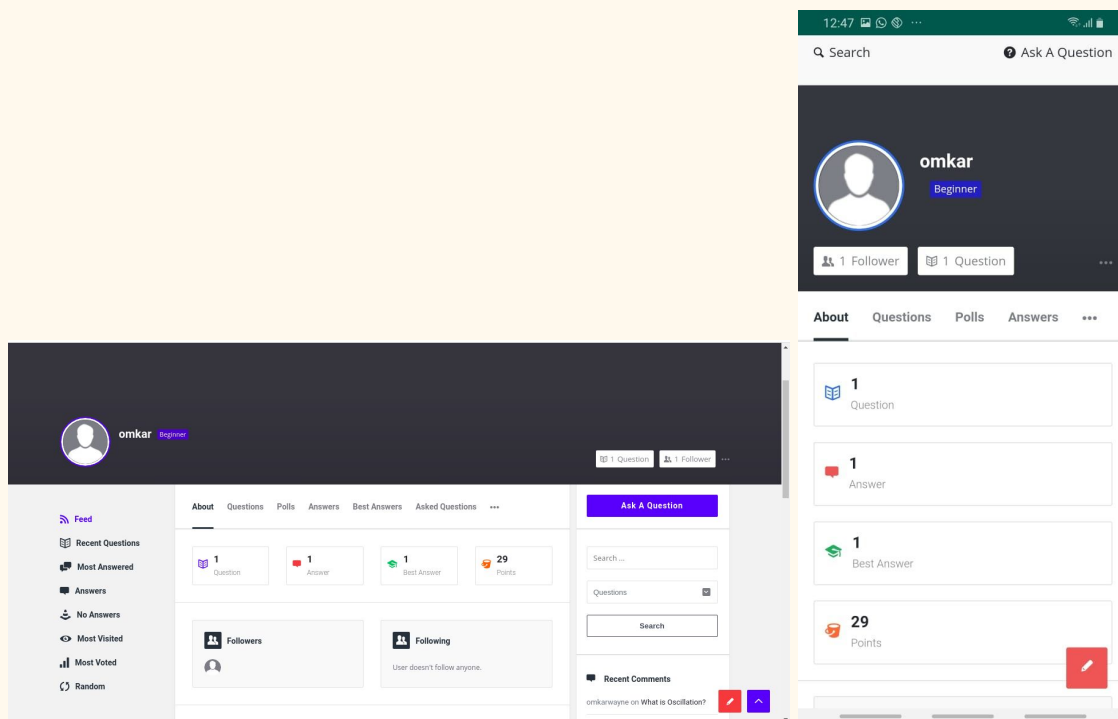 omkar Beginner
1 Question 1 Follower
Feed
Recent Questions
Most Answered
Answers
No Answers
Most Visited
Most Voted
Random
About Questions Polls Answers Best Answers Asked Questions
1
Question
1
Answer
1
Best Answer
29
Points
Followers
Following
User doesn't follow anyone.
Ask A Question
Search ...
Questions
Search
Recent Comments
omkarwayne on What is Oscillation?
12:47
Search Ask A Question
omkar
Beginner
1 Follower 1 Question
About Questions Polls Answers
1
Question
1
Answer
1
Best Answer
29
Points